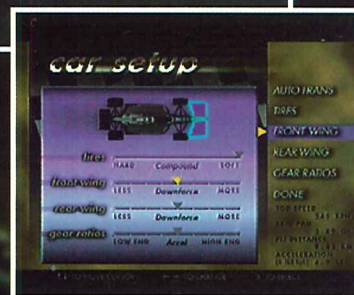 car setup
AUTO TRANS
TIRES
FRONT WING
REAR WING
GEAR RATIOS
DONE
tires
HARD Compound SOFT
front wing
LESS Downforce MORE
rear wing
LESS Downforce MORE
gear ratios
LOW END Accel HIGH END
TOP SPEED
ACCELERATION